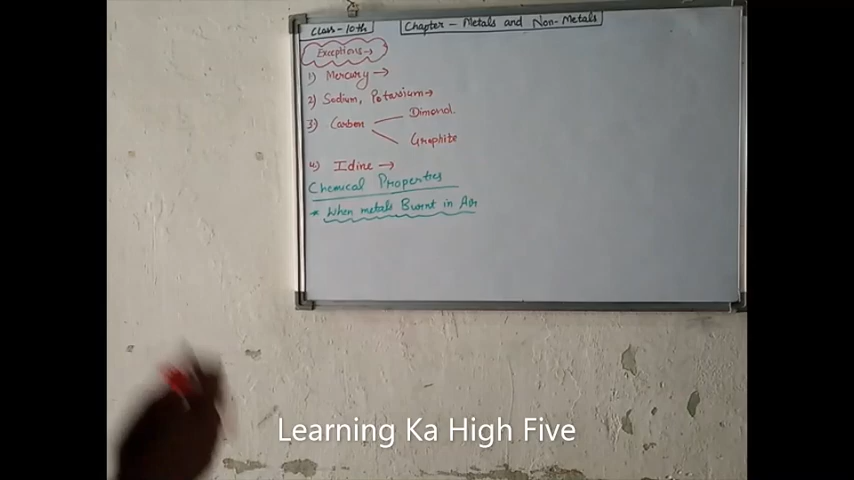 Class - 10th
Chapter - Metals and Non-Metals
Exceptions →
1) Mercury →
2) Sodium, Potassium →
3) Carbon Dimond.
Graphite
4) Idine →
Chemical Properties
* When metals Burnt in Air
Learning Ka High Five